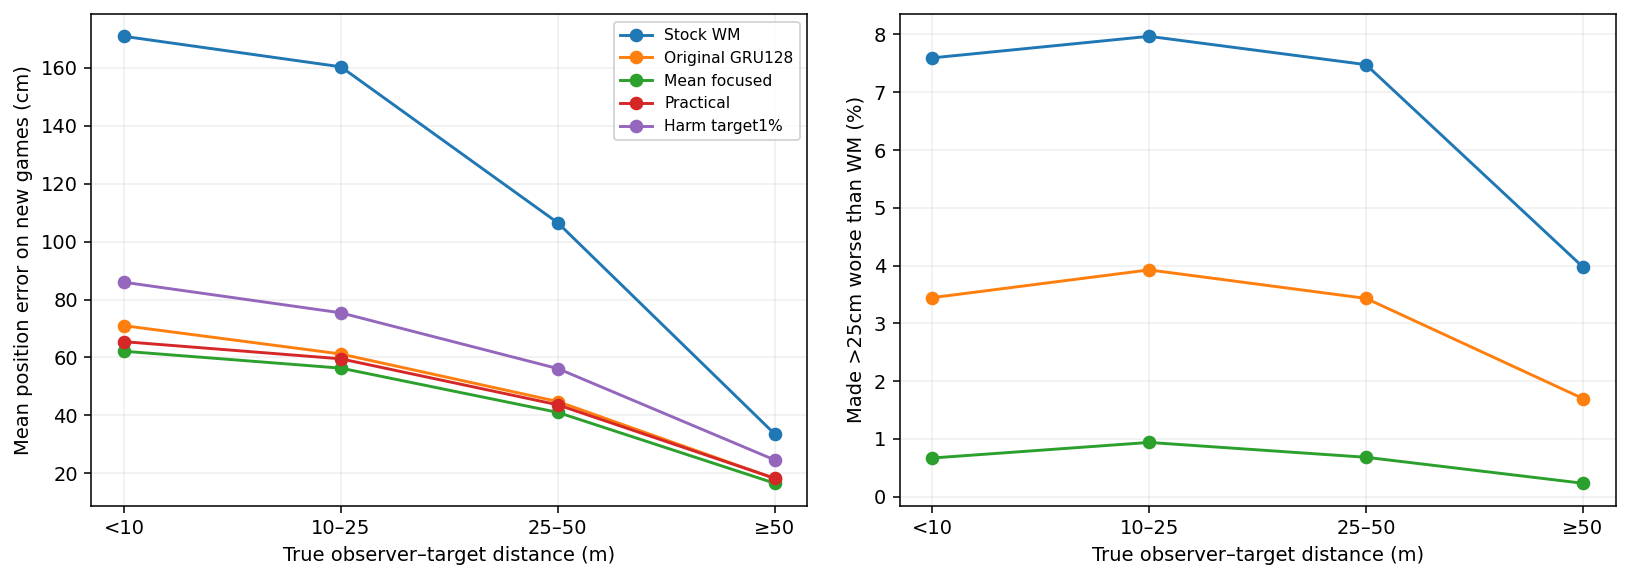 Mean position error on new games (cm)
160
140
120
100
80
60
40
20
<10
10–25
25–50
≥50
True observer–target distance (m)
Stock WM
Original GRU128
Mean focused
Practical
Harm target1%
Made >25cm worse than WM (%)
8
7
6
5
4
3
2
1
0
<10
10–25
25–50
≥50
True observer–target distance (m)